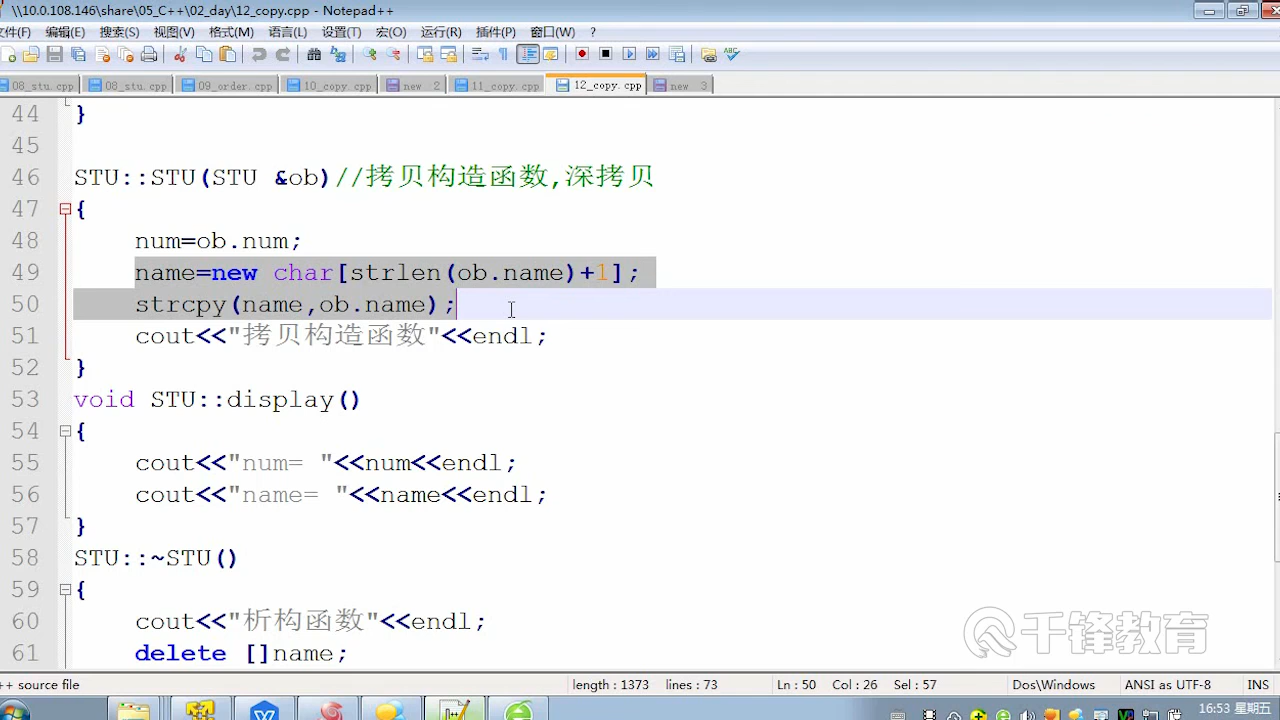 \\10.0.108.146\share\05_C++\02_day\12_copy.cpp - Notepad++
文件(F) 编辑(E) 搜索(S) 视图(V) 格式(M) 语言(L) 设置(T) 宏(O) 运行(R) 插件(P) 窗口(W) ?
08_stu.cpp 08_stu.cpp 09_order.cpp 10_copy.cpp new 2 11_copy.cpp 12_copy.cpp new 3
44 }
45
46 STU::STU(STU &ob)//拷贝构造函数,深拷贝
47 {
48 num=ob.num;
49 name=new char[strlen(ob.name)+1];
50 strcpy(name,ob.name);
51 cout<<"拷贝构造函数"<<endl;
52 }
53 void STU::display()
54 {
55 cout<<"num= "<<num<<endl;
56 cout<<"name= "<<name<<endl;
57 }
58 STU::~STU()
59 {
60 cout<<"析构函数"<<endl;
61 delete []name;
千锋教育
++ source file length : 1373 lines : 73 Ln : 50 Col : 26 Sel : 57 Dos\Windows ANSI as UTF-8 INS
16:53 星期五